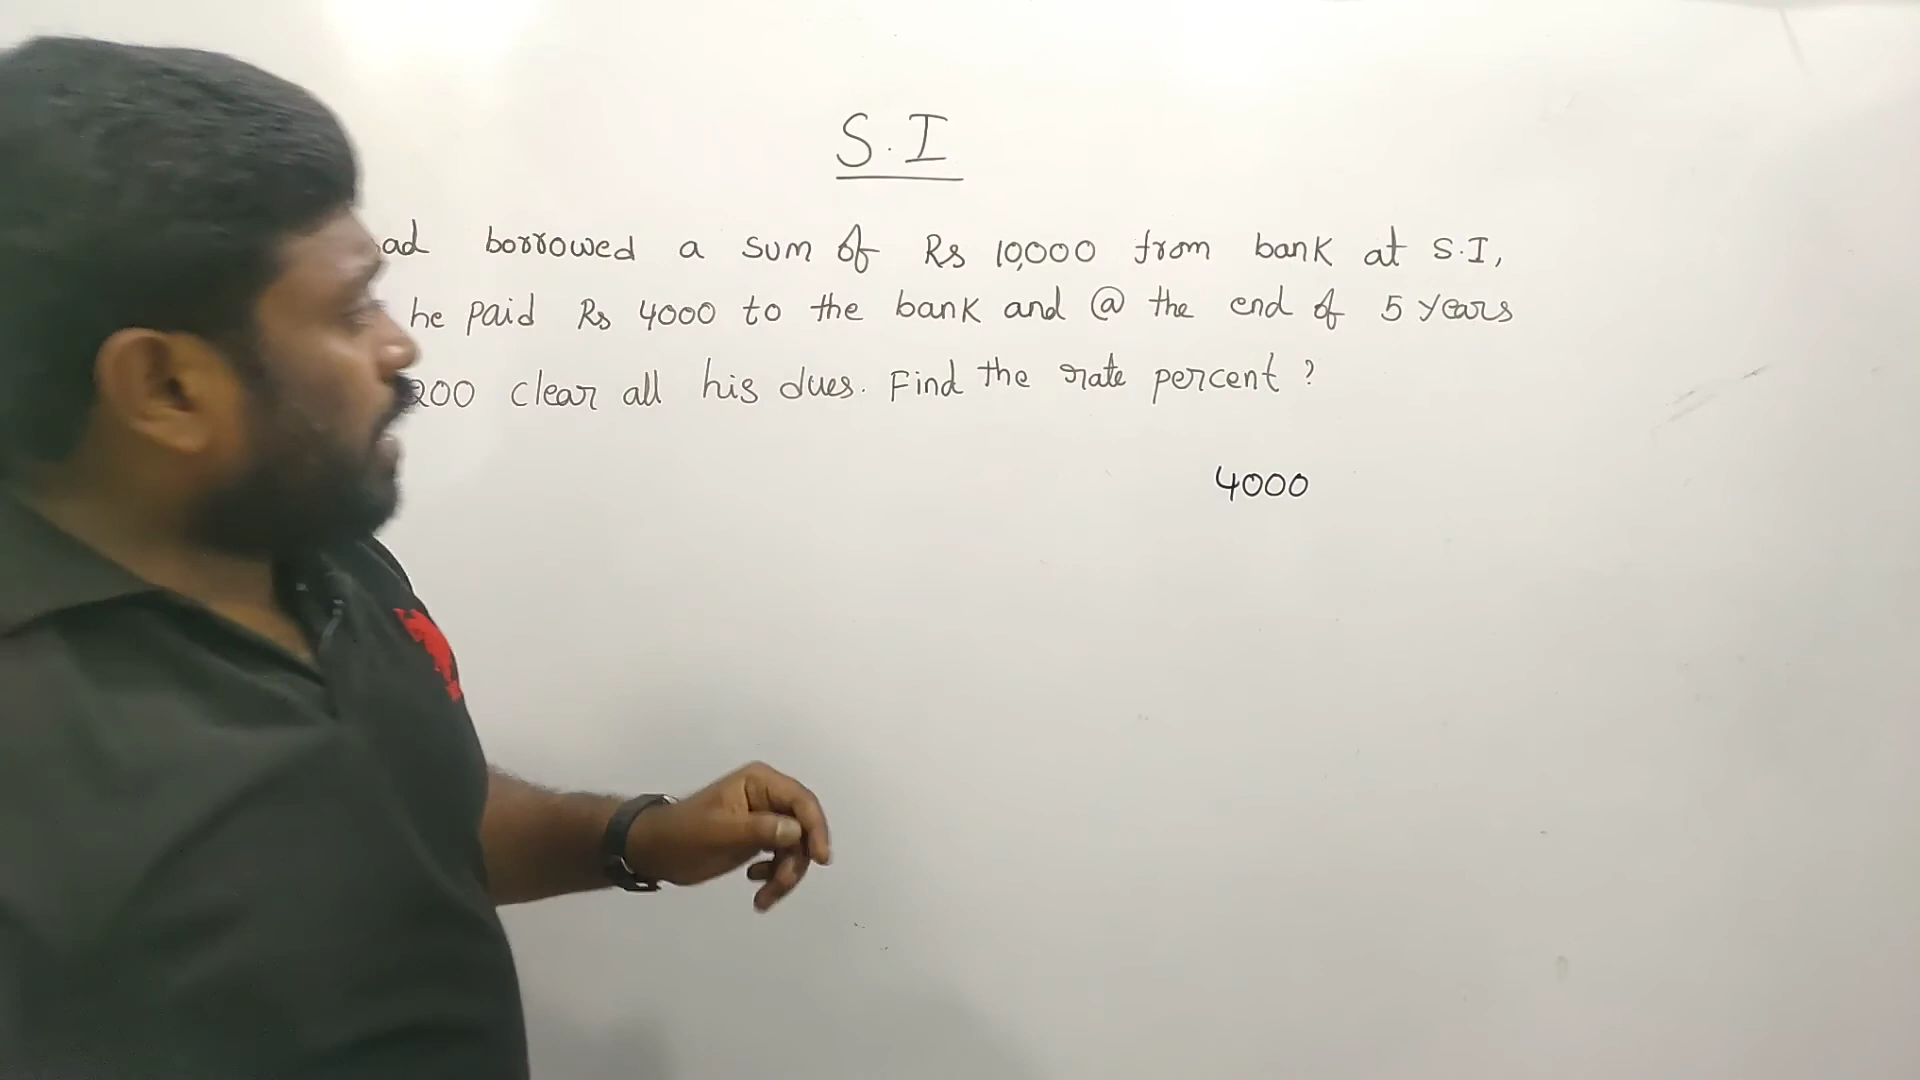 S.I
borrowed a sum of Rs 10,000 from bank at S.I,
he paid Rs 4000 to the bank and @ the end of 5 years
200 clear all his dues. Find the rate percent ?
4000